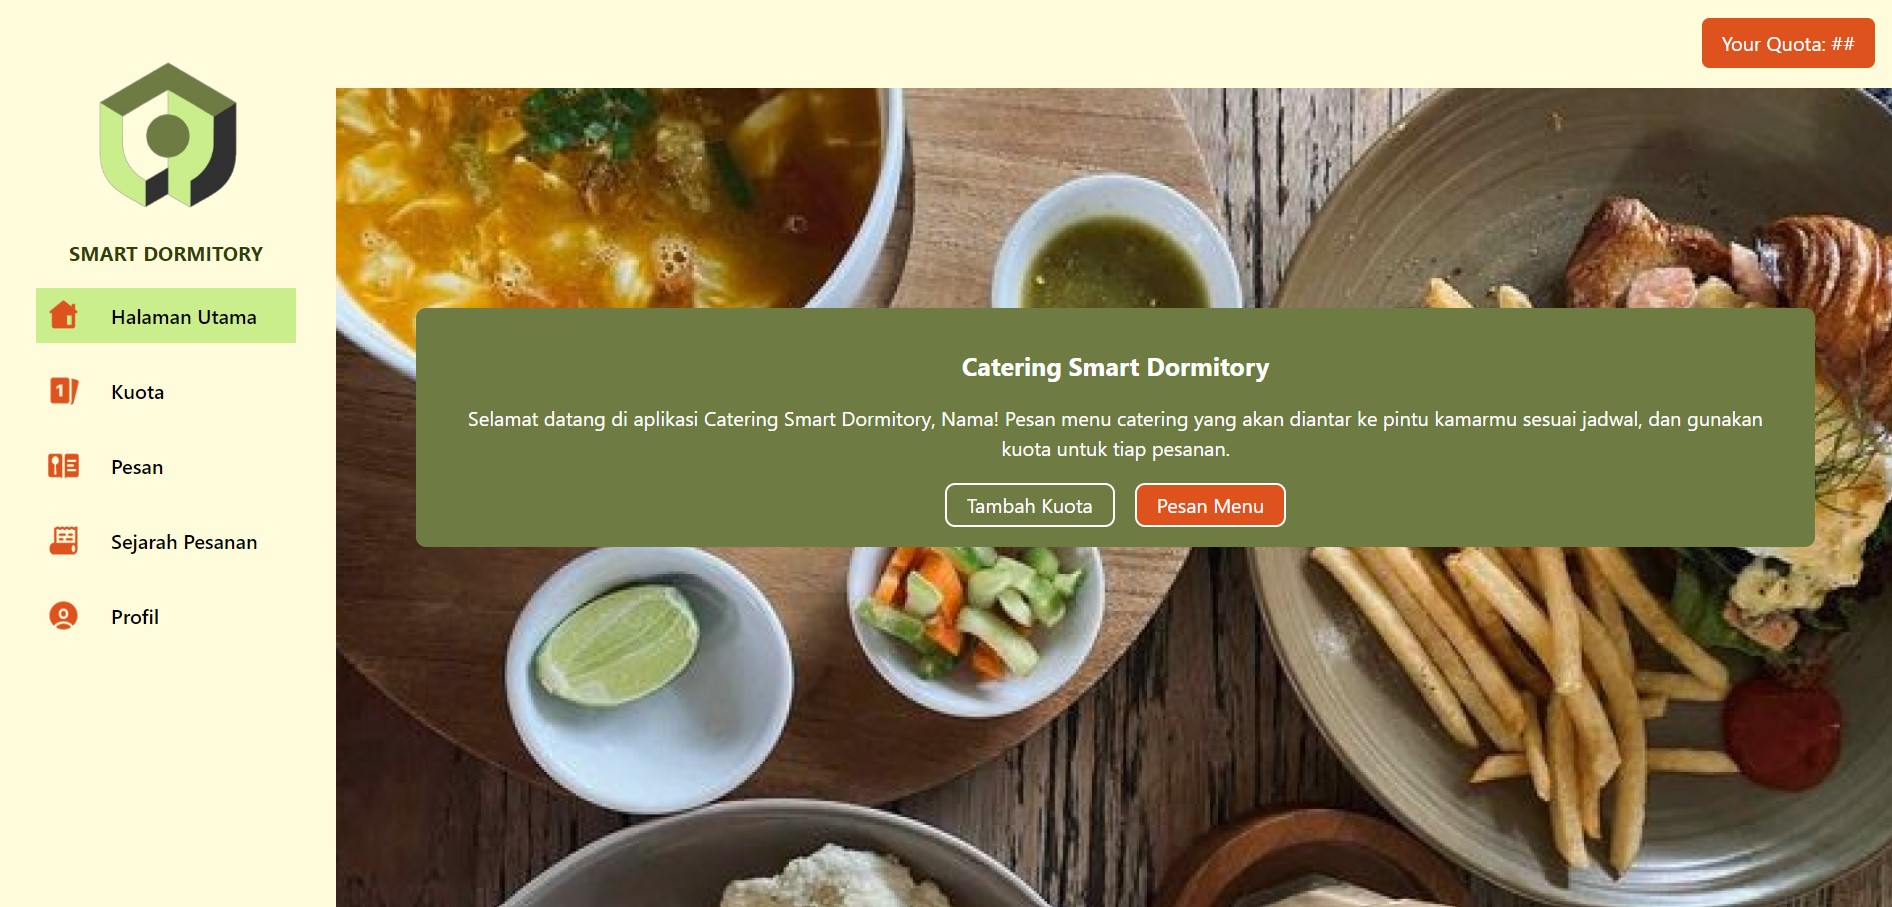 Your Quota: ##
SMART DORMITORY
Halaman Utama
1
Kuota
Pesan
Sejarah Pesanan
Profil
Catering Smart Dormitory
Selamat datang di aplikasi Catering Smart Dormitory, Nama! Pesan menu catering yang akan diantar ke pintu kamarmu sesuai jadwal, dan gunakan
kuota untuk tiap pesanan.
Tambah Kuota
Pesan Menu